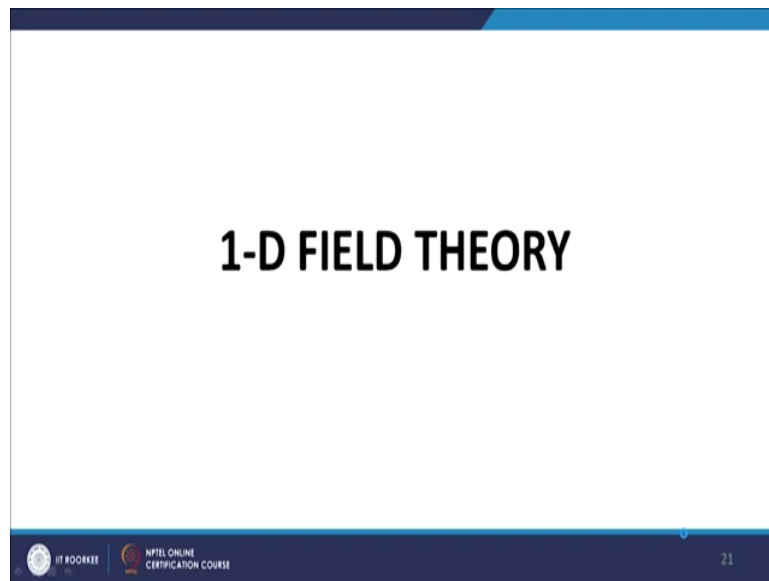 1-D FIELD THEORY
IIT ROORKEE
NPTEL ONLINE
CERTIFICATION COURSE
21